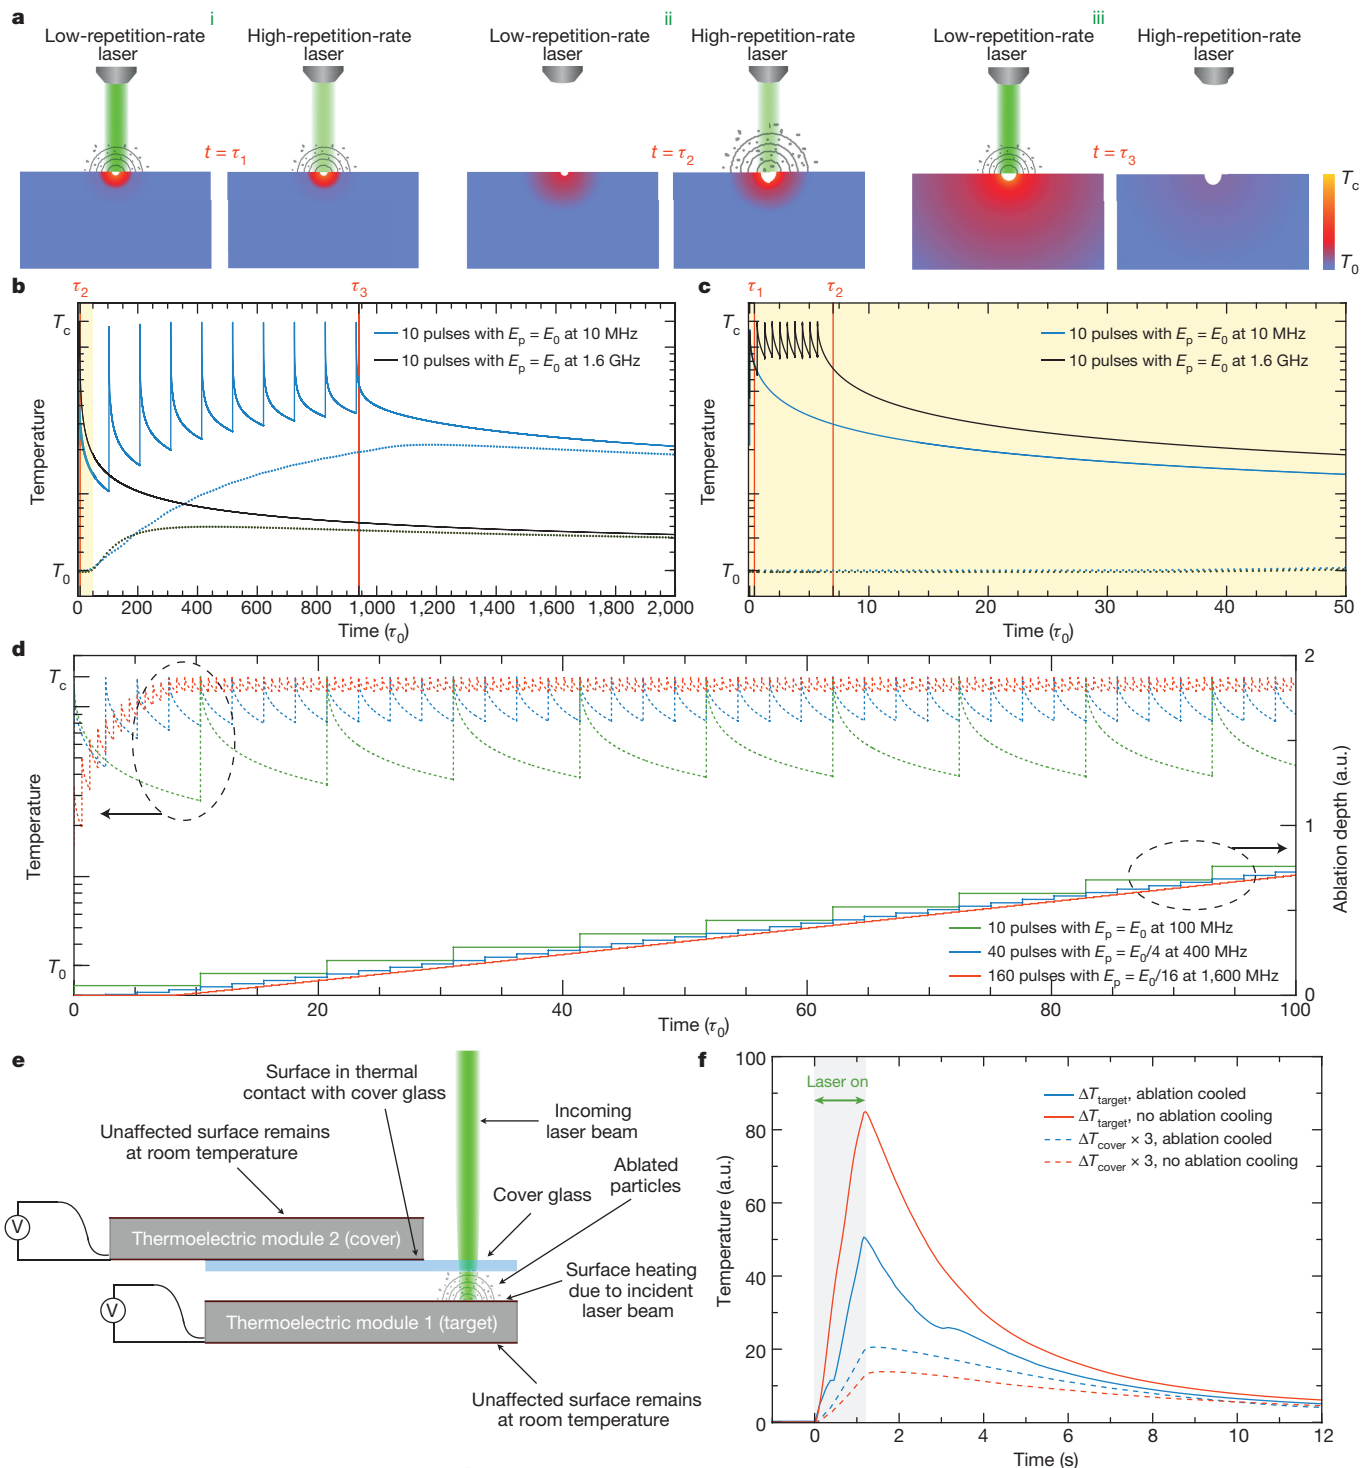 a
i
ii
iii
Low-repetition-rate
laser
High-repetition-rate
laser
Low-repetition-rate
laser
High-repetition-rate
laser
Low-repetition-rate
laser
High-repetition-rate
laser
t = τ1
t = τ2
t = τ3
Tc
T0
b
τ2
τ3
Tc
T0
Temperature
10 pulses with Ep = E0 at 10 MHz
10 pulses with Ep = E0 at 1.6 GHz
0 200 400 600 800 1,000 1,200 1,400 1,600 1,800 2,000
Time (τ0)
c
τ1
τ2
Tc
T0
Temperature
10 pulses with Ep = E0 at 10 MHz
10 pulses with Ep = E0 at 1.6 GHz
0 10 20 30 40 50
Time (τ0)
d
Tc
T0
Temperature
2
1
0
Ablation depth (a.u.)
10 pulses with Ep = E0 at 100 MHz
40 pulses with Ep = E0/4 at 400 MHz
160 pulses with Ep = E0/16 at 1,600 MHz
0 20 40 60 80 100
Time (τ0)
e
Surface in thermal
contact with cover glass
Unaffected surface remains
at room temperature
Incoming
laser beam
Ablated
particles
Cover glass
V
Thermoelectric module 2 (cover)
Surface heating
due to incident
laser beam
V
Thermoelectric module 1 (target)
Unaffected surface remains
at room temperature
f
100
80
60
40
20
0
Temperature (a.u.)
Laser on
ΔTtarget, ablation cooled
ΔTtarget, no ablation cooling
ΔTcover × 3, ablation cooled
ΔTcover × 3, no ablation cooling
0 2 4 6 8 10 12
Time (s)